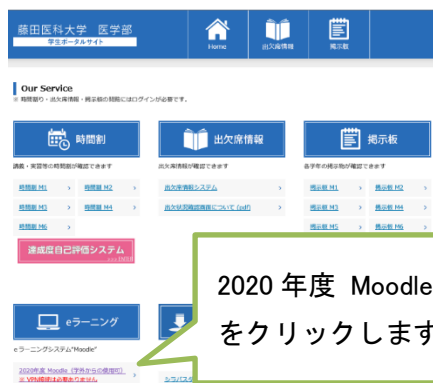 藤田医科大学 医学部
学生ポータルサイト
Home
出欠席情報
掲示板
Our Service
※ 時間割り・出欠席情報・掲示板の閲覧にはログインが必要です。
時間割
出欠席情報
掲示板
講義・実習等の時間割が確認できます
出欠席情報が確認できます
各学年の掲示物が確認できます
時間割 M1 > 時間割 M2 >
出欠席情報システム >
掲示板 M1 > 掲示板 M2 >
時間割 M3 > 時間割 M4 >
出欠状況確認画面について (pdf) >
掲示板 M3 > 掲示板 M4 >
時間割 M6 >
掲示板 M5 > 掲示板 M6 >
達成度自己評価システム
2020 年度 Moodle
をクリックします
eラーニング
eラーニングシステム"Moodle"
2020年度 Moodle（学外からの使用可）
※ VPN接続は必要ありません
>